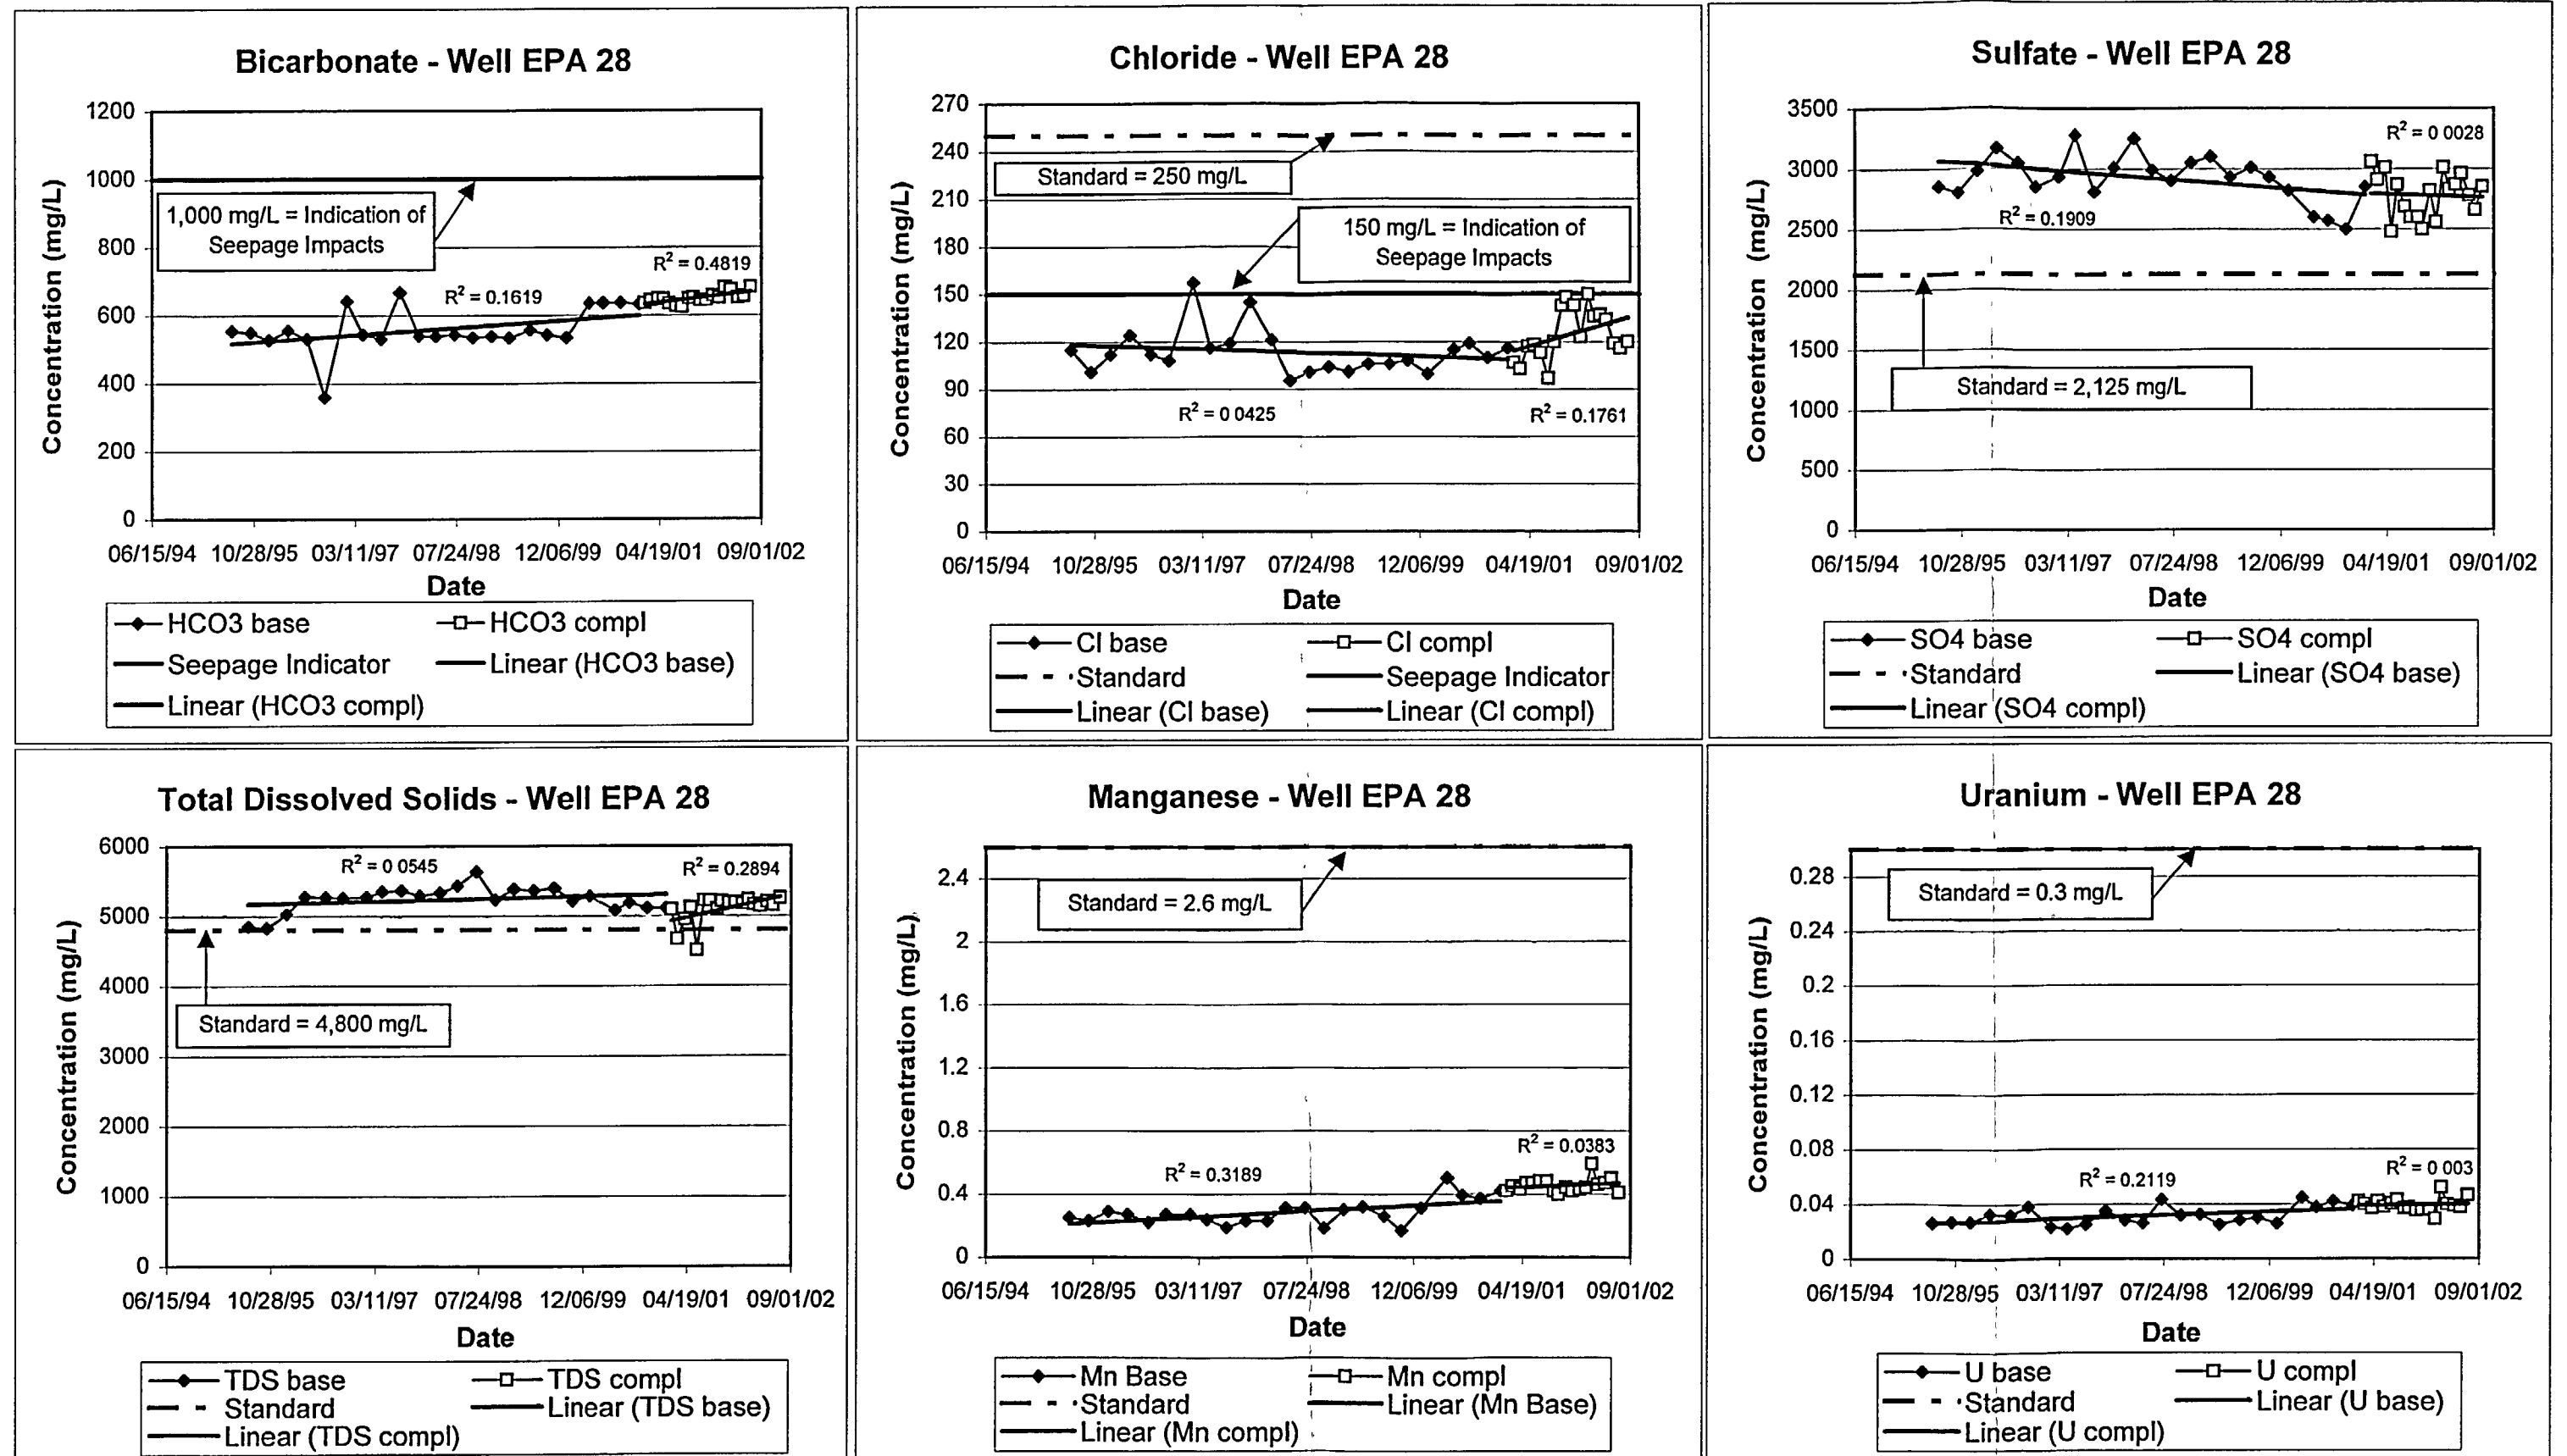 Bicarbonate - Well EPA 28
Concentration (mg/L)
1200
1000
800
600
400
200
0
1,000 mg/L = Indication of
Seepage Impacts
R² = 0.1619
R² = 0.4819
06/15/94 10/28/95 03/11/97 07/24/98 12/06/99 04/19/01 09/01/02
Date
HCO3 base
HCO3 compl
Seepage Indicator
Linear (HCO3 base)
Linear (HCO3 compl)
Chloride - Well EPA 28
Concentration (mg/L)
270
240
210
180
150
120
90
60
30
0
Standard = 250 mg/L
150 mg/L = Indication of
Seepage Impacts
R² = 0 0425
R² = 0.1761
06/15/94 10/28/95 03/11/97 07/24/98 12/06/99 04/19/01 09/01/02
Date
Cl base
Cl compl
Standard
Seepage Indicator
Linear (Cl base)
Linear (Cl compl)
Sulfate - Well EPA 28
Concentration (mg/L)
3500
3000
2500
2000
1500
1000
500
0
R² = 0 0028
R² = 0.1909
Standard = 2,125 mg/L
06/15/94 10/28/95 03/11/97 07/24/98 12/06/99 04/19/01 09/01/02
Date
SO4 base
SO4 compl
Standard
Linear (SO4 base)
Linear (SO4 compl)
Total Dissolved Solids - Well EPA 28
Concentration (mg/L)
6000
5000
4000
3000
2000
1000
0
R² = 0 0545
R² = 0.2894
Standard = 4,800 mg/L
06/15/94 10/28/95 03/11/97 07/24/98 12/06/99 04/19/01 09/01/02
Date
TDS base
TDS compl
Standard
Linear (TDS base)
Linear (TDS compl)
Manganese - Well EPA 28
Concentration (mg/L)
2.4
2
1.6
1.2
0.8
0.4
0
Standard = 2.6 mg/L
R² = 0.3189
R² = 0.0383
06/15/94 10/28/95 03/11/97 07/24/98 12/06/99 04/19/01 09/01/02
Date
Mn Base
Mn compl
Standard
Linear (Mn Base)
Linear (Mn compl)
Uranium - Well EPA 28
Concentration (mg/L)
0.28
0.24
0.2
0.16
0.12
0.08
0.04
0
Standard = 0.3 mg/L
R² = 0.2119
R² = 0 003
06/15/94 10/28/95 03/11/97 07/24/98 12/06/99 04/19/01 09/01/02
Date
U base
U compl
Standard
Linear (U base)
Linear (U compl)